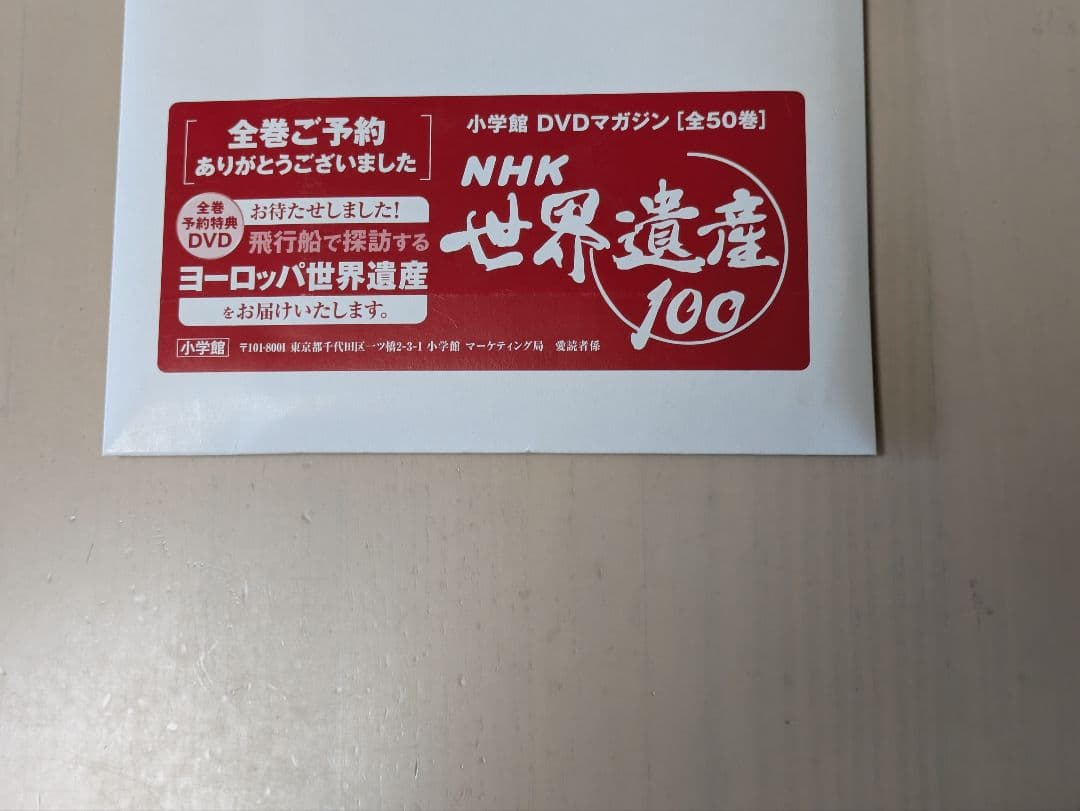 全巻ご予約
ありがとうございました
全巻
予約特典
DVD
お待たせしました!
飛行船で探訪する
ヨーロッパ世界遺産
をお届けいたします。
小学館 DVDマガジン [全50巻]
NHK
世界遺産
100
小学館 〒101-8001 東京都千代田区一ツ橋2-3-1 小学館 マーケティング局 愛読者係